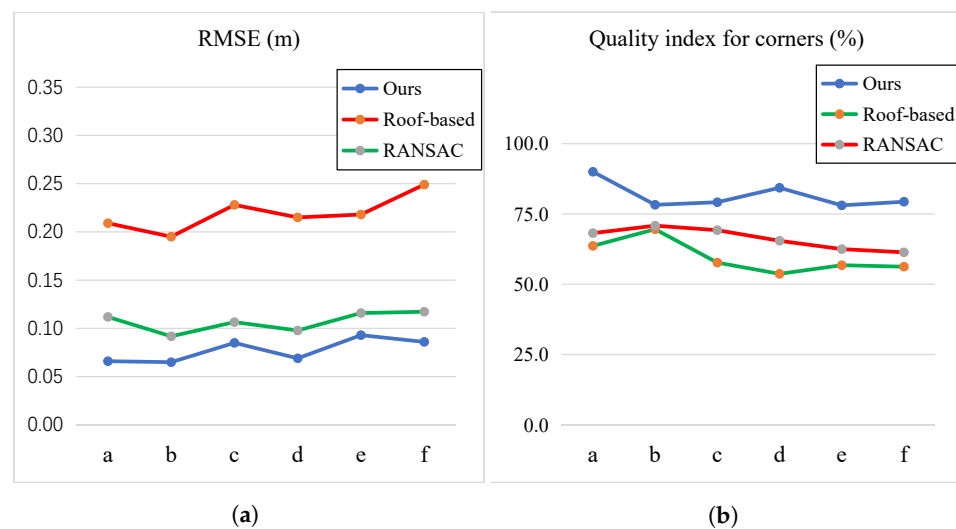 RMSE (m)
Ours
Roof-based
RANSAC
0.35
0.30
0.25
0.20
0.15
0.10
0.05
0.00
a b c d e f
(a)
Quality index for corners (%)
Ours
Roof-based
RANSAC
100.0
75.0
50.0
25.0
0.0
a b c d e f
(b)